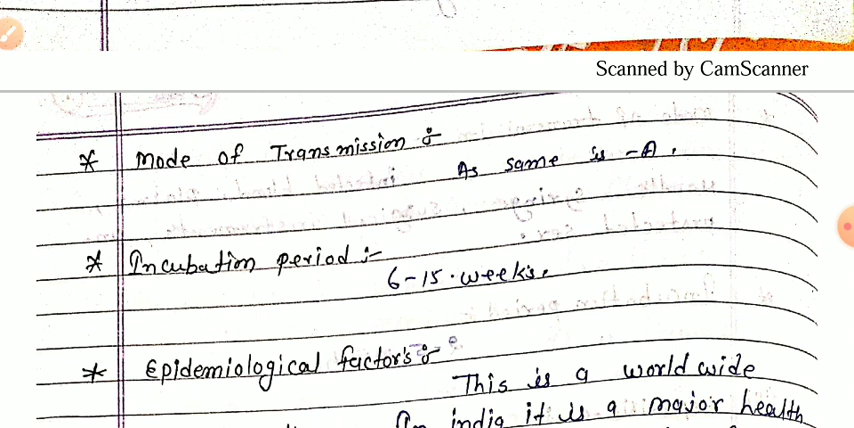 Scanned by CamScanner
* Mode of Transmission :-
As same is - A.
* Incubation period :-
6-15. weeks.
* Epidemiological factor's :-
This is a world wide
In india it is a major health